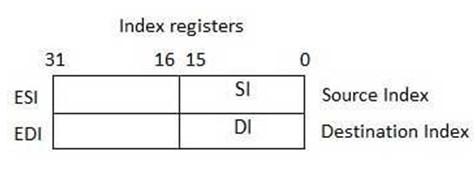 Index registers
31 16 15 0
ESI SI Source Index
EDI DI Destination Index